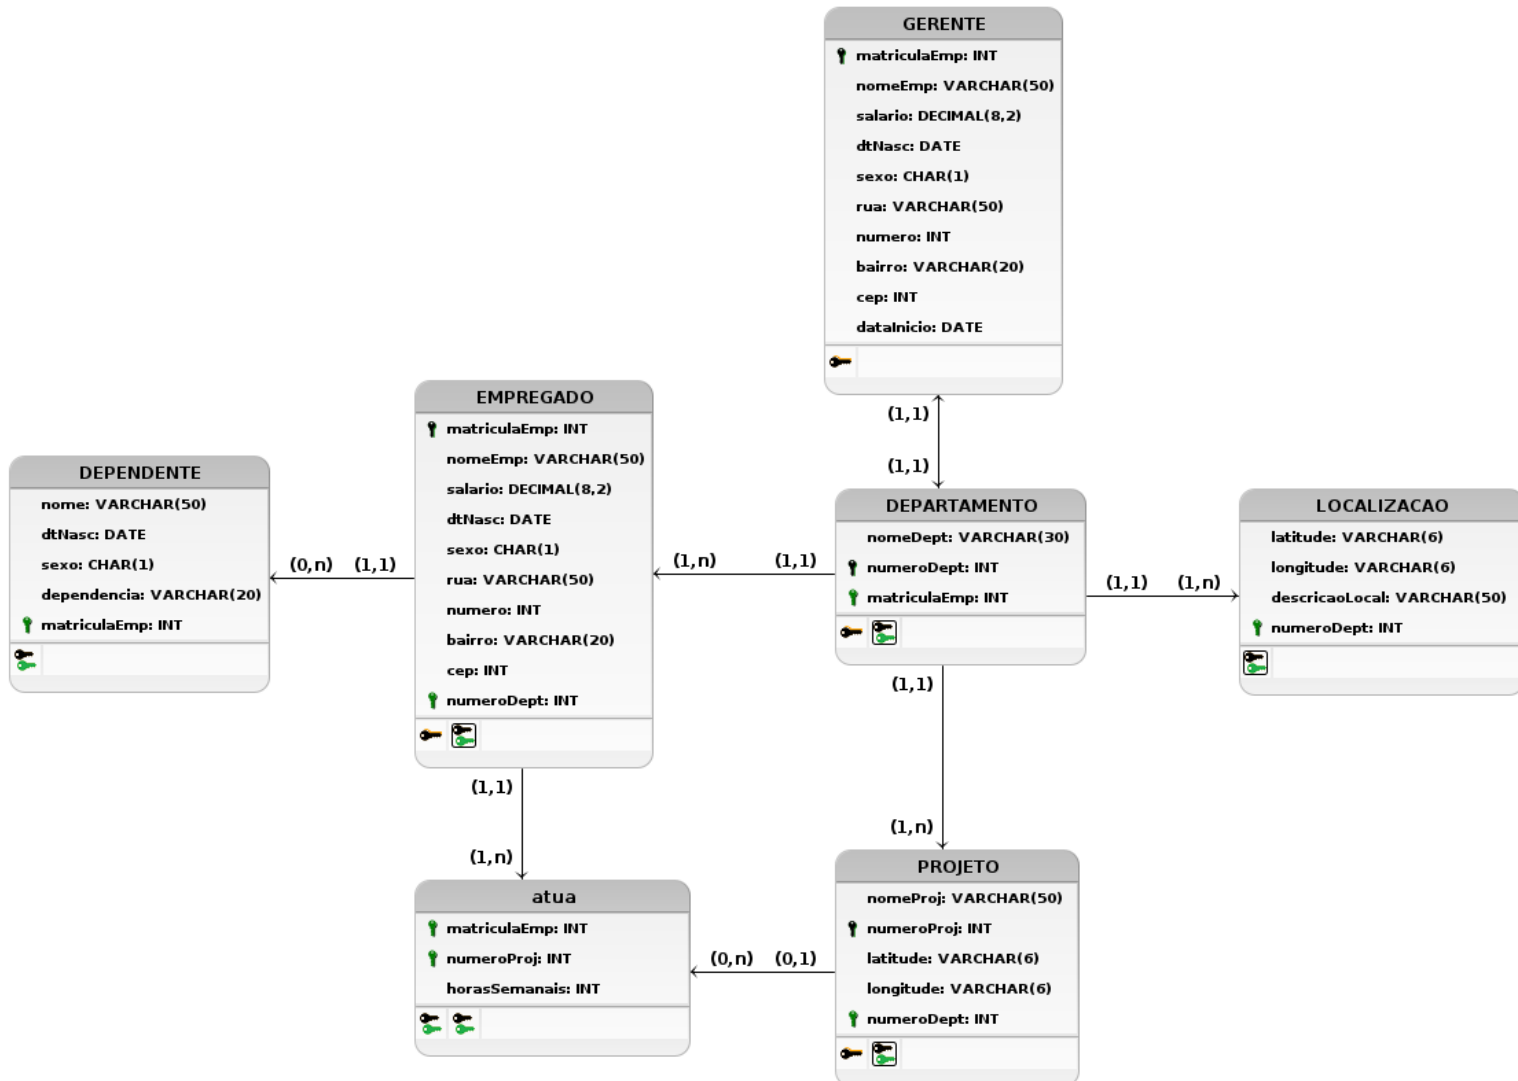 GERENTE
matriculaEmp: INT
nomeEmp: VARCHAR(50)
salario: DECIMAL(8,2)
dtNasc: DATE
sexo: CHAR(1)
rua: VARCHAR(50)
numero: INT
bairro: VARCHAR(20)
cep: INT
dataInicio: DATE
(1,1)
(1,1)
EMPREGADO
matriculaEmp: INT
nomeEmp: VARCHAR(50)
salario: DECIMAL(8,2)
dtNasc: DATE
sexo: CHAR(1)
rua: VARCHAR(50)
numero: INT
bairro: VARCHAR(20)
cep: INT
numeroDept: INT
DEPENDENTE
nome: VARCHAR(50)
dtNasc: DATE
sexo: CHAR(1)
dependencia: VARCHAR(20)
matriculaEmp: INT
(0,n) (1,1)
(1,n) (1,1)
DEPARTAMENTO
nomeDept: VARCHAR(30)
numeroDept: INT
matriculaEmp: INT
(1,1) (1,n)
LOCALIZACAO
latitude: VARCHAR(6)
longitude: VARCHAR(6)
descricaoLocal: VARCHAR(50)
numeroDept: INT
(1,1)
(1,n)
(1,1)
(1,n)
atua
matriculaEmp: INT
numeroProj: INT
horasSemanais: INT
(0,n) (0,1)
PROJETO
nomeProj: VARCHAR(50)
numeroProj: INT
latitude: VARCHAR(6)
longitude: VARCHAR(6)
numeroDept: INT